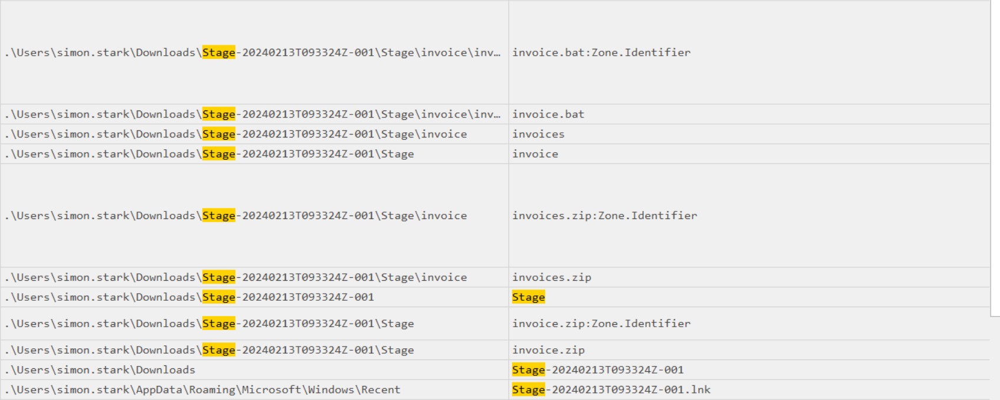 .\Users\simon.stark\Downloads\Stage-20240213T093324Z-001\Stage\invoice\inv… invoice.bat:Zone.Identifier
.\Users\simon.stark\Downloads\Stage-20240213T093324Z-001\Stage\invoice\inv… invoice.bat
.\Users\simon.stark\Downloads\Stage-20240213T093324Z-001\Stage\invoice invoices
.\Users\simon.stark\Downloads\Stage-20240213T093324Z-001\Stage invoice
.\Users\simon.stark\Downloads\Stage-20240213T093324Z-001\Stage\invoice invoices.zip:Zone.Identifier
.\Users\simon.stark\Downloads\Stage-20240213T093324Z-001\Stage\invoice invoices.zip
.\Users\simon.stark\Downloads\Stage-20240213T093324Z-001 Stage
.\Users\simon.stark\Downloads\Stage-20240213T093324Z-001\Stage invoice.zip:Zone.Identifier
.\Users\simon.stark\Downloads\Stage-20240213T093324Z-001\Stage invoice.zip
.\Users\simon.stark\Downloads Stage-20240213T093324Z-001
.\Users\simon.stark\AppData\Roaming\Microsoft\Windows\Recent Stage-20240213T093324Z-001.lnk